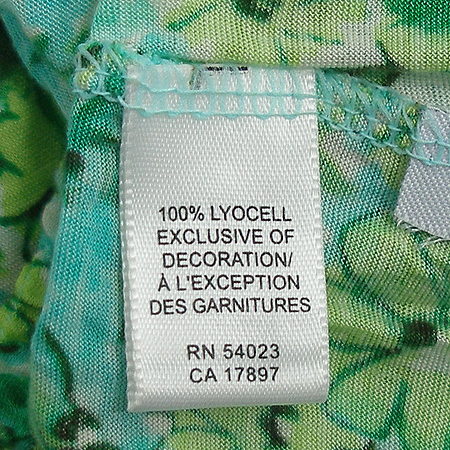 100% LYOCELL
EXCLUSIVE OF
DECORATION/
À L'EXCEPTION
DES GARNITURES
RN 54023
CA 17897